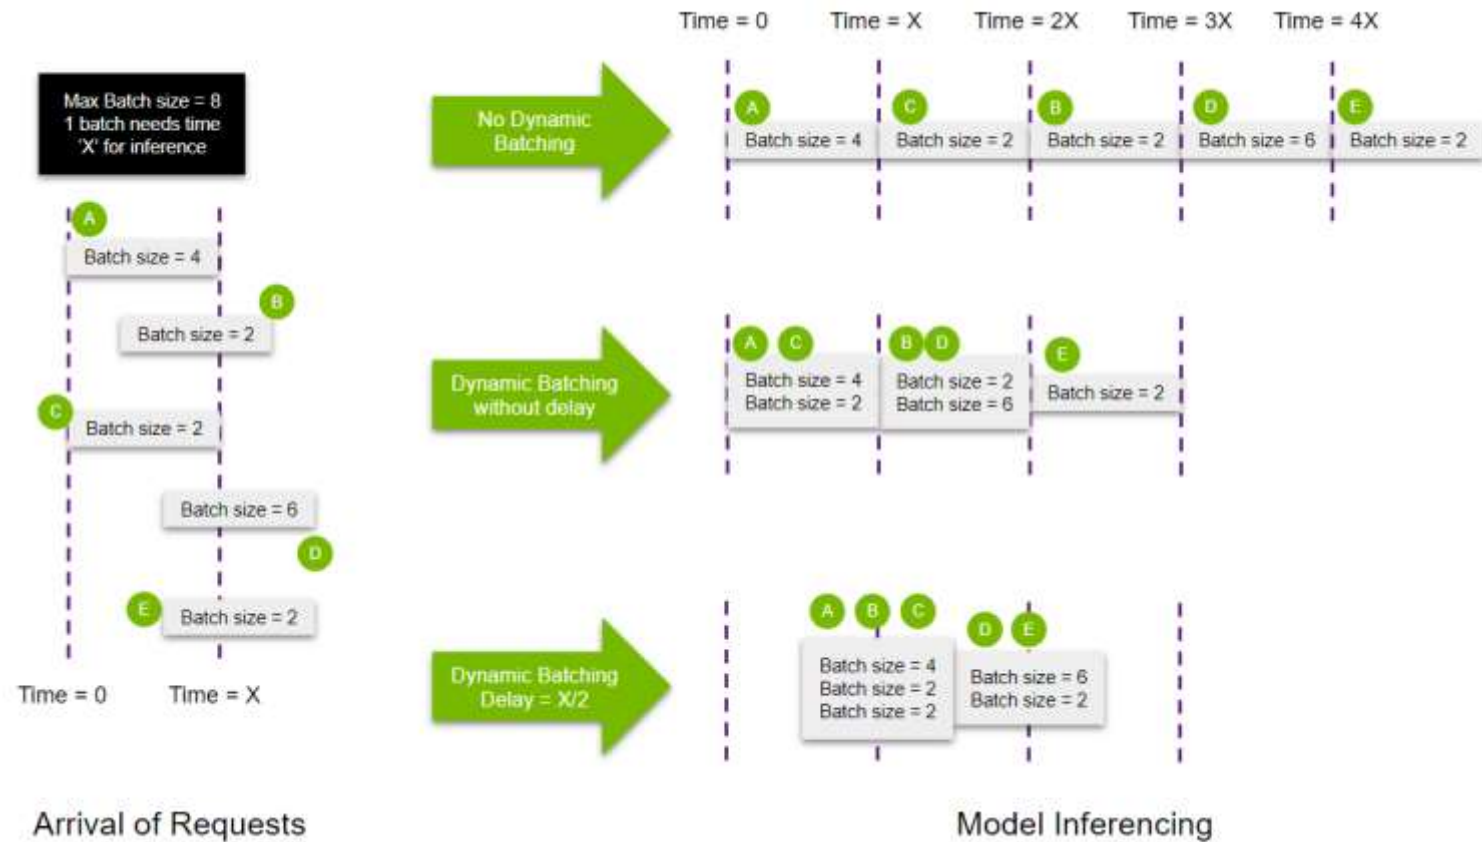 Time = 0 Time = X Time = 2X Time = 3X Time = 4X
Max Batch size = 8
1 batch needs time
'X' for inference
A
Batch size = 4
B
Batch size = 2
C
Batch size = 2
Batch size = 6
D
E
Batch size = 2
Time = 0 Time = X
Arrival of Requests
No Dynamic
Batching
A C B D E
Batch size = 4 Batch size = 2 Batch size = 2 Batch size = 6 Batch size = 2
Dynamic Batching
without delay
A C
Batch size = 4
Batch size = 2
B D
Batch size = 2
Batch size = 6
E
Batch size = 2
Dynamic Batching
Delay = X/2
A B C
Batch size = 4
Batch size = 2
Batch size = 2
D E
Batch size = 6
Batch size = 2
Model Inferencing